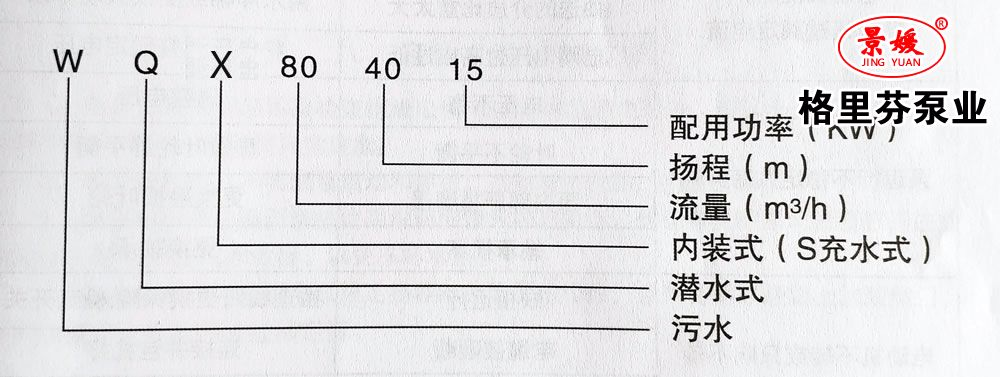 景媛®
JING YUAN
格里芬泵业
W Q X 80 40 15
配用功率(KW)
扬程(m)
流量(m³/h)
内装式(S充水式)
潜水式
污水